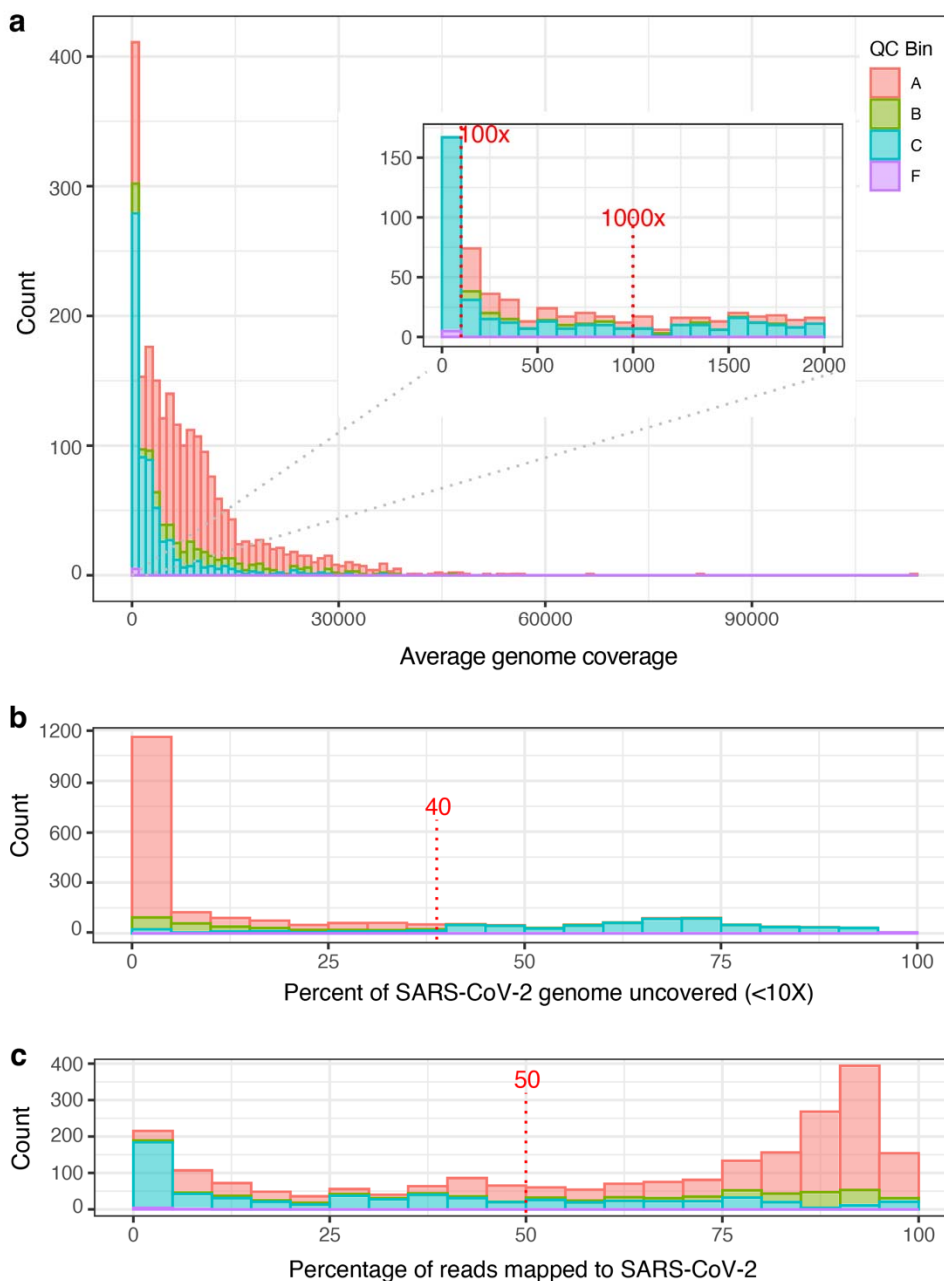 a
400
300
200
100
0
Count
0
30000
60000
90000
Average genome coverage
QC Bin
A
B
C
F
150
100
50
0
100x
1000x
0
500
1000
1500
2000
b
1200
900
600
300
0
Count
40
0
25
50
75
100
Percent of SARS-CoV-2 genome uncovered (<10X)
c
400
300
200
100
0
Count
50
0
25
50
75
100
Percentage of reads mapped to SARS-CoV-2